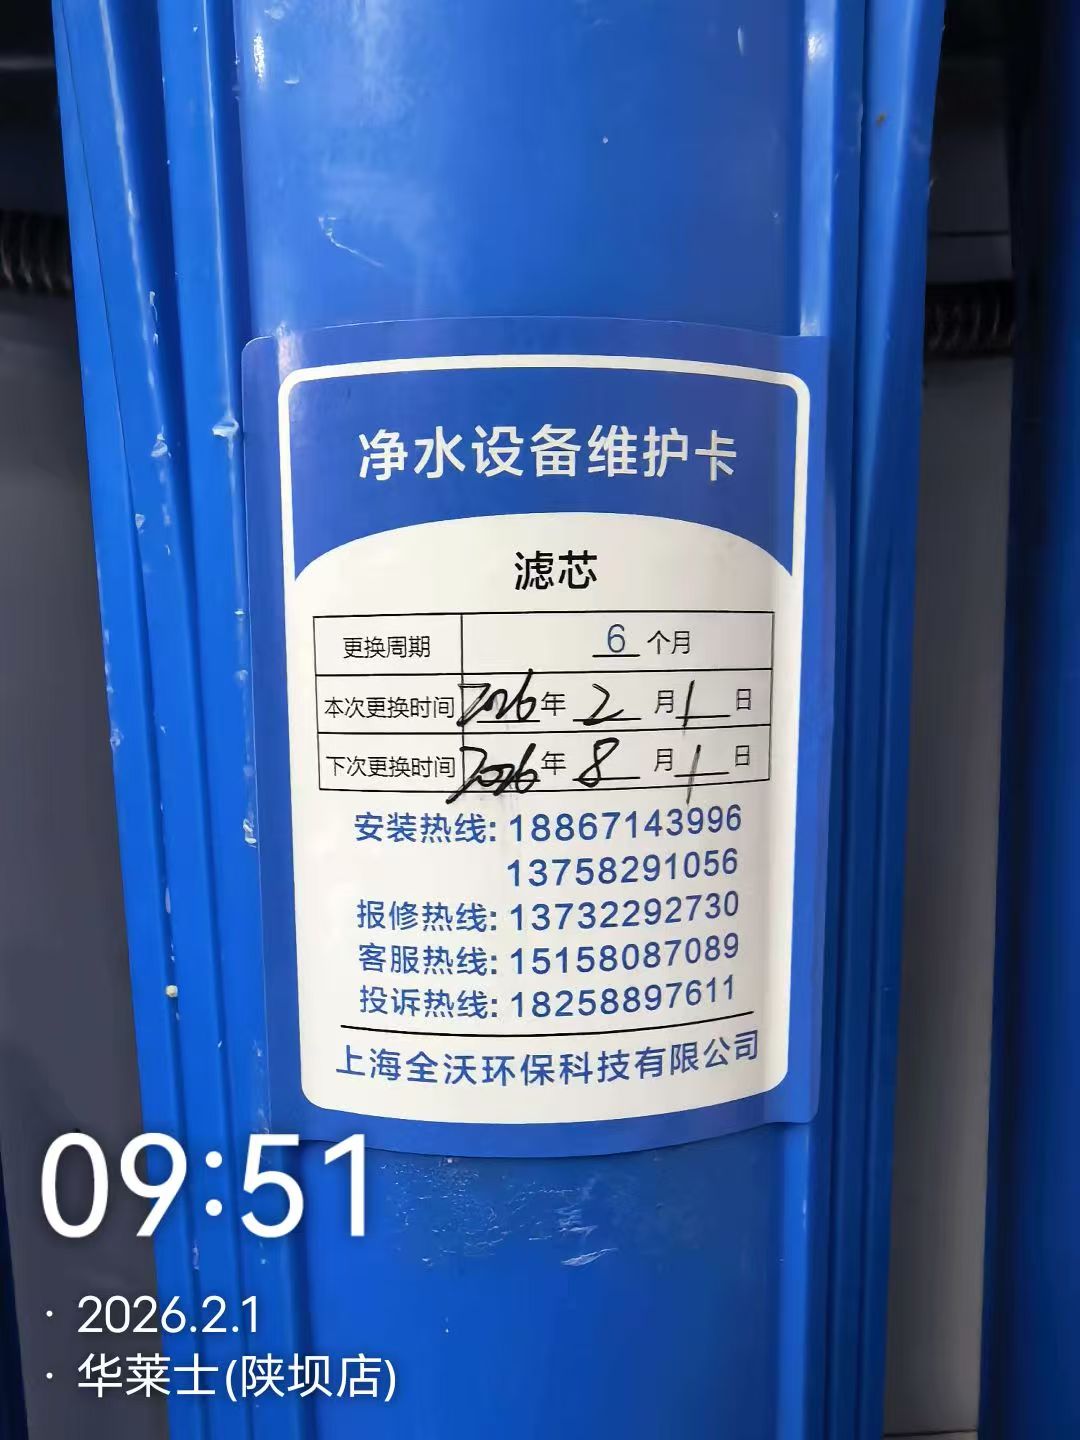 净水设备维护卡
滤芯
更换周期 6 个月
本次更换时间 2026年 2 月 1 日
下次更换时间 2026年 8 月 1 日
安装热线: 18867143996
13758291056
报修热线: 13732292730
客服热线: 15158087089
投诉热线: 18258897611
上海全沃环保科技有限公司
09:51
· 2026.2.1
· 华莱士(陕坝店)